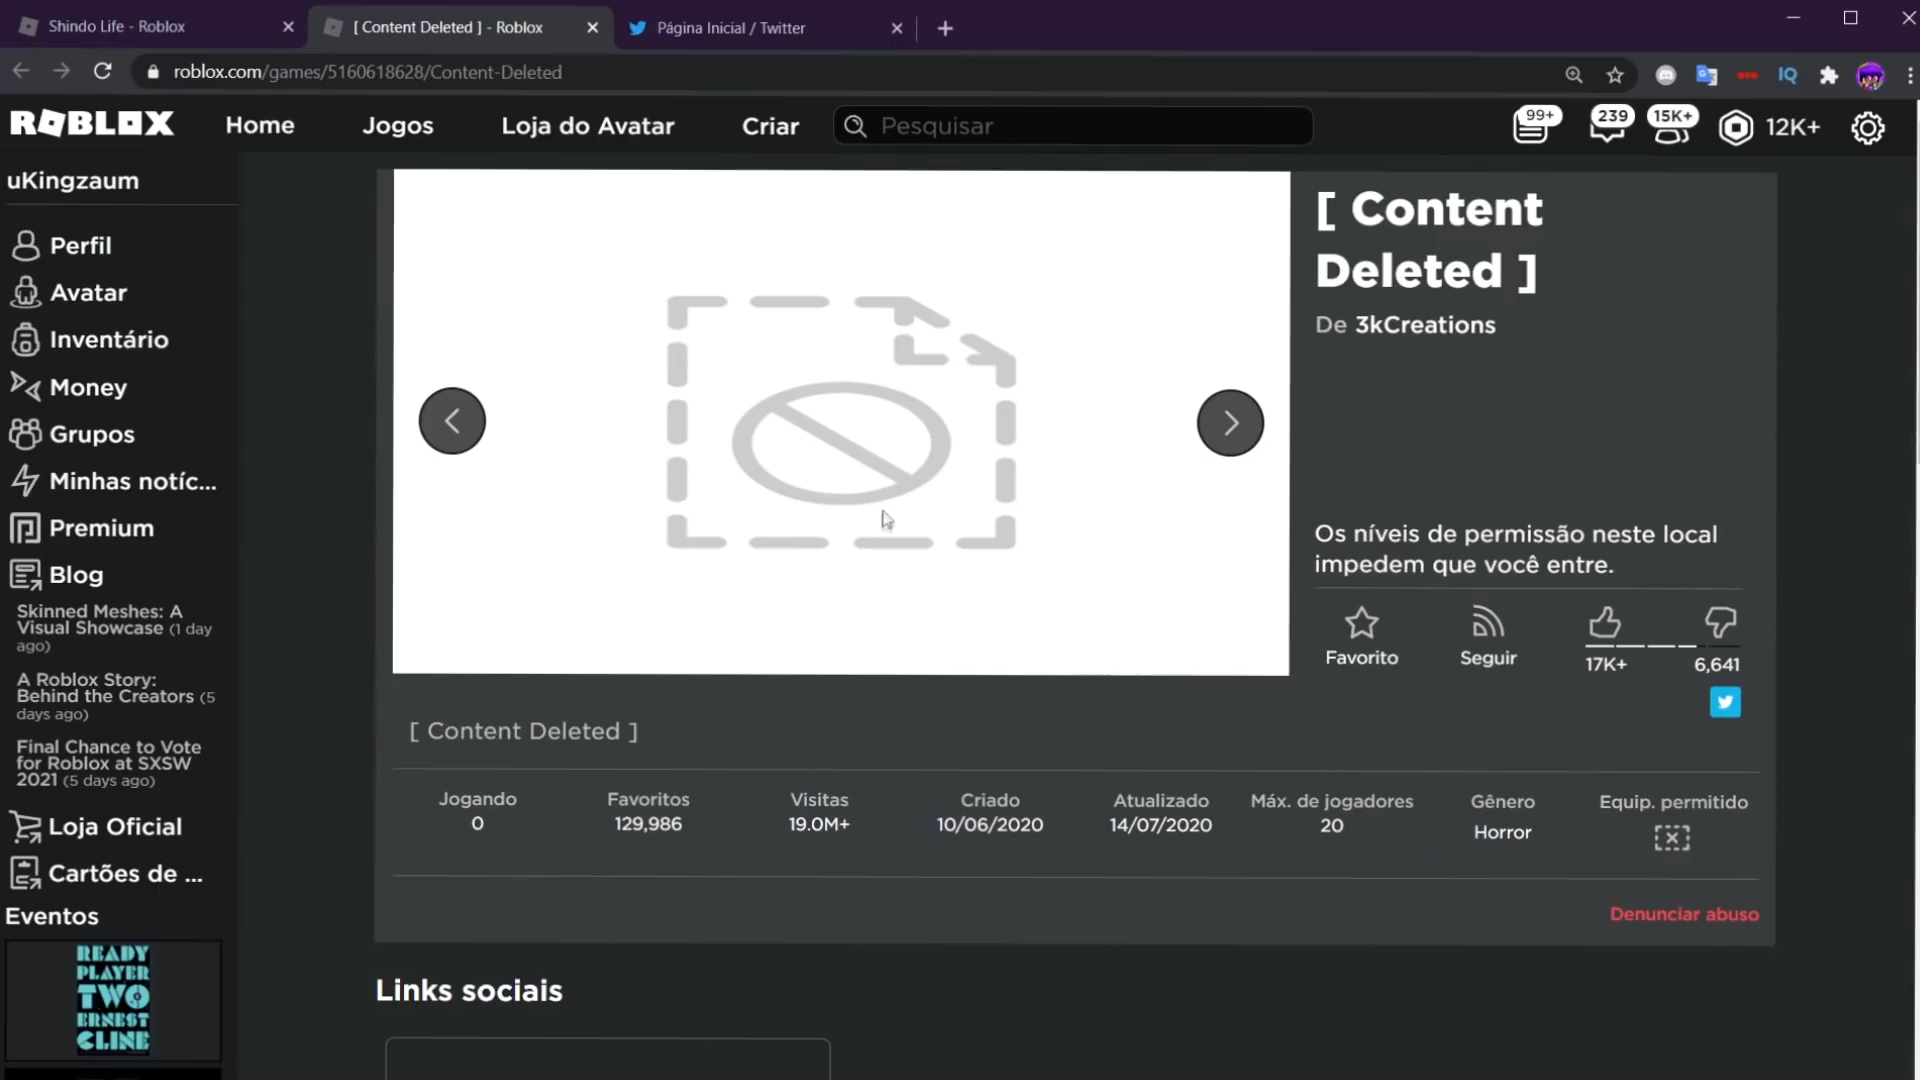 Shindo Life - Roblox
[ Content Deleted ] - Roblox
Página Inicial / Twitter
roblox.com/games/5160618628/Content-Deleted
IQ
ROBLOX
Home
Jogos
Loja do Avatar
Criar
Pesquisar
99+
239
15K+
12K+
uKingzaum
Perfil
Avatar
Inventário
Money
Grupos
Minhas notíc...
Premium
Blog
Skinned Meshes: A
Visual Showcase (1 day
ago)
A Roblox Story:
Behind the Creators (5
days ago)
Final Chance to Vote
for Roblox at SXSW
2021 (5 days ago)
Loja Oficial
Cartões de ...
Eventos
READY
PLAYER
TWO
ERNEST
CLINE
[ Content
Deleted ]
De 3kCreations
Os níveis de permissão neste local
impedem que você entre.
Favorito
Seguir
17K+
6,641
[ Content Deleted ]
Jogando
0
Favoritos
129,986
Visitas
19.0M+
Criado
10/06/2020
Atualizado
14/07/2020
Máx. de jogadores
20
Gênero
Horror
Equip. permitido
Denunciar abuso
Links sociais